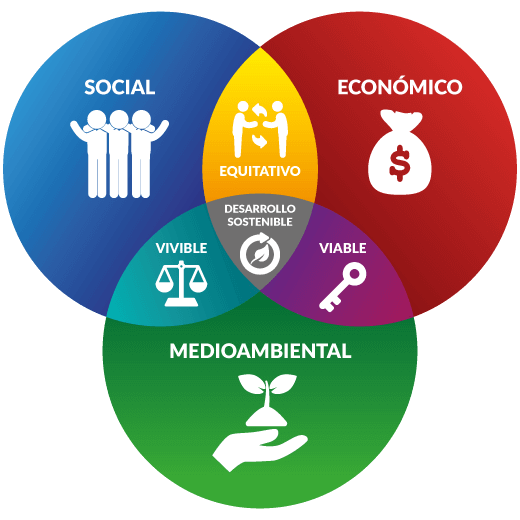 SOCIAL
ECONÓMICO
EQUITATIVO
DESARROLLO
SOSTENIBLE
VIVIBLE
VIABLE
MEDIOAMBIENTAL
$